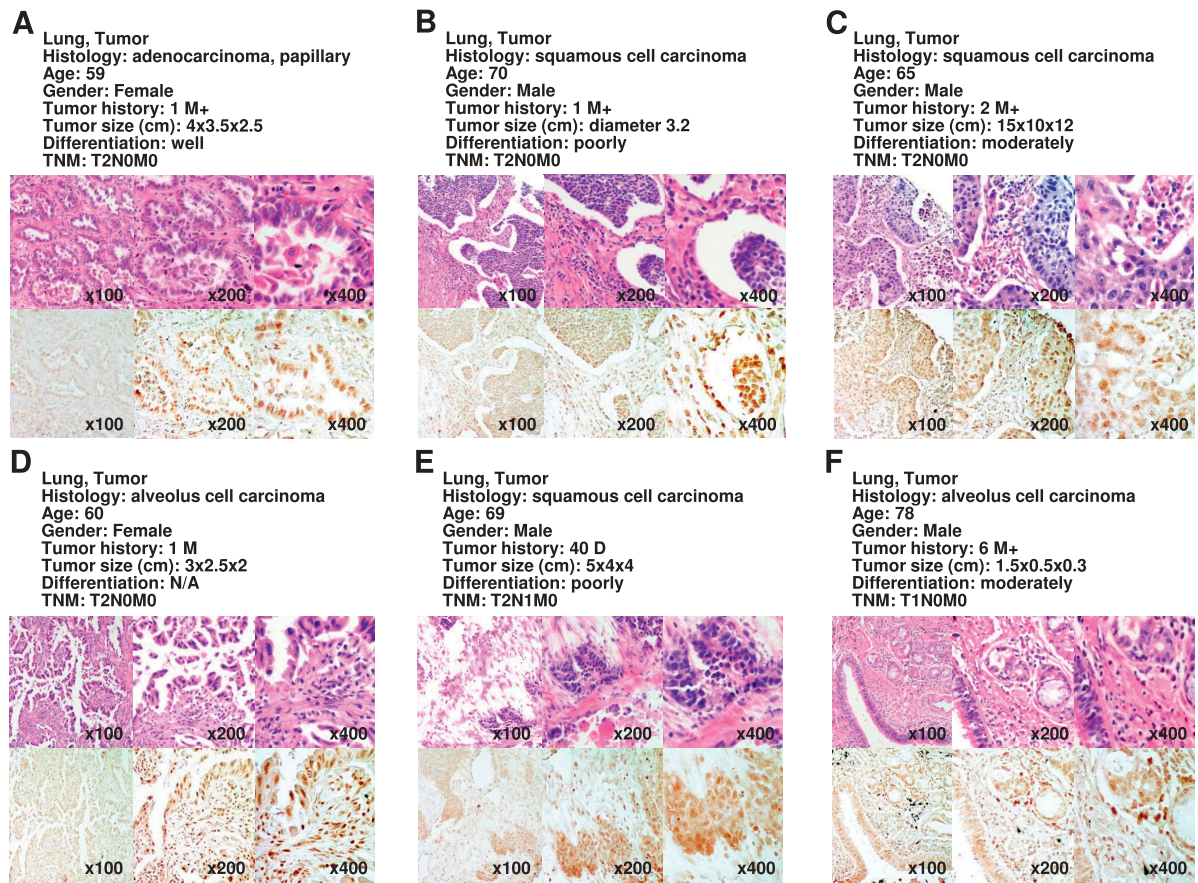 A
Lung, Tumor
Histology: adenocarcinoma, papillary
Age: 59
Gender: Female
Tumor history: 1 M+
Tumor size (cm): 4x3.5x2.5
Differentiation: well
TNM: T2N0M0
x100
x200
x400
x100
x200
x400
B
Lung, Tumor
Histology: squamous cell carcinoma
Age: 70
Gender: Male
Tumor history: 1 M+
Tumor size (cm): diameter 3.2
Differentiation: poorly
TNM: T2N0M0
x100
x200
x400
x100
x200
x400
C
Lung, Tumor
Histology: squamous cell carcinoma
Age: 65
Gender: Male
Tumor history: 2 M+
Tumor size (cm): 15x10x12
Differentiation: moderately
TNM: T2N0M0
x100
x200
x400
x100
x200
x400
D
Lung, Tumor
Histology: alveolus cell carcinoma
Age: 60
Gender: Female
Tumor history: 1 M
Tumor size (cm): 3x2.5x2
Differentiation: N/A
TNM: T2N0M0
x100
x200
x400
x100
x200
x400
E
Lung, Tumor
Histology: squamous cell carcinoma
Age: 69
Gender: Male
Tumor history: 40 D
Tumor size (cm): 5x4x4
Differentiation: poorly
TNM: T2N1M0
x100
x200
x400
x100
x200
x400
F
Lung, Tumor
Histology: alveolus cell carcinoma
Age: 78
Gender: Male
Tumor history: 6 M+
Tumor size (cm): 1.5x0.5x0.3
Differentiation: moderately
TNM: T1N0M0
x100
x200
x400
x100
x200
x400